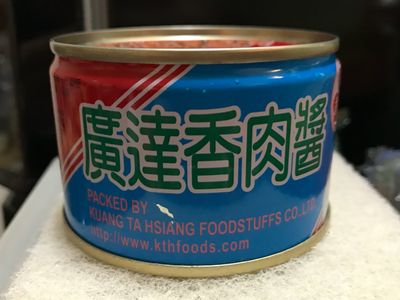 廣達香肉醬
PACKED BY
KUANG TA HSIANG FOODSTUFFS CO.,LTD.
http://www.kthfoods.com